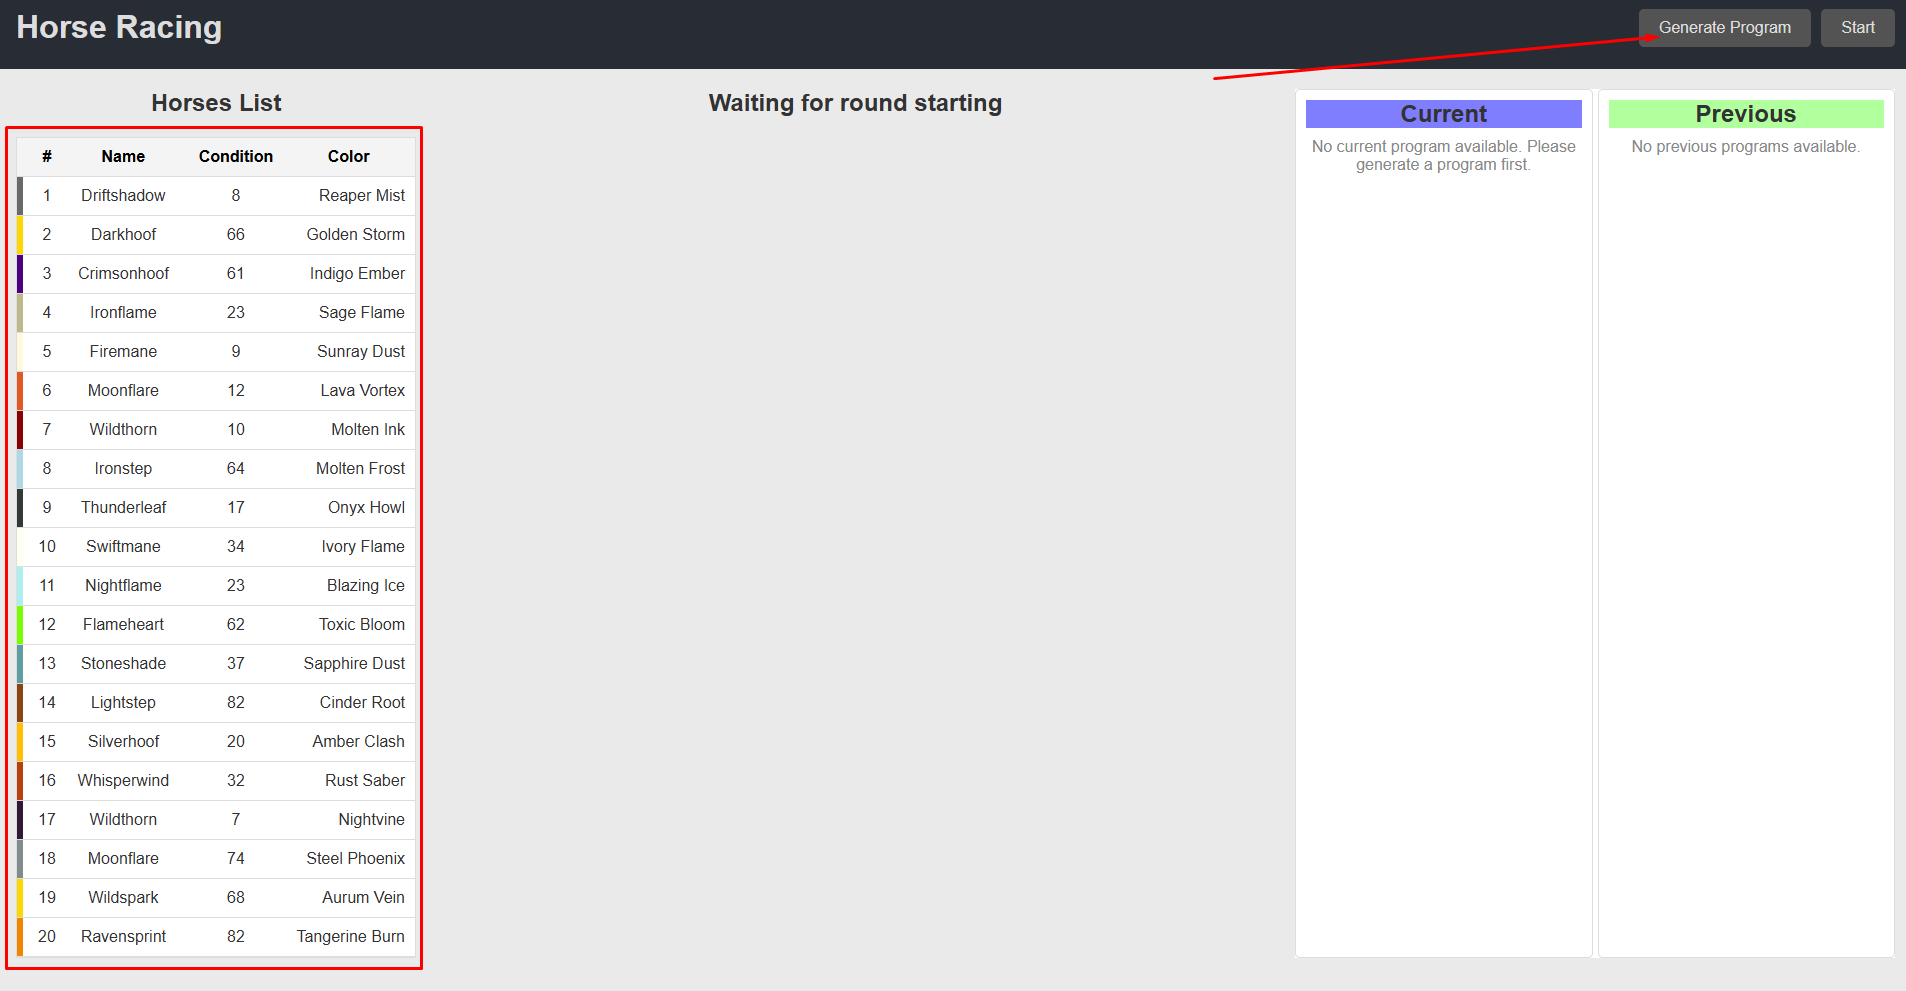 Horse Racing
Generate Program
Start
Horses List
# Name Condition Color
1 Driftshadow 8 Reaper Mist
2 Darkhoof 66 Golden Storm
3 Crimsonhoof 61 Indigo Ember
4 Ironflame 23 Sage Flame
5 Firemane 9 Sunray Dust
6 Moonflare 12 Lava Vortex
7 Wildthorn 10 Molten Ink
8 Ironstep 64 Molten Frost
9 Thunderleaf 17 Onyx Howl
10 Swiftmane 34 Ivory Flame
11 Nightflame 23 Blazing Ice
12 Flameheart 62 Toxic Bloom
13 Stoneshade 37 Sapphire Dust
14 Lightstep 82 Cinder Root
15 Silverhoof 20 Amber Clash
16 Whisperwind 32 Rust Saber
17 Wildthorn 7 Nightvine
18 Moonflare 74 Steel Phoenix
19 Wildspark 68 Aurum Vein
20 Ravensprint 82 Tangerine Burn
Waiting for round starting
Current
No current program available. Please
generate a program first.
Previous
No previous programs available.